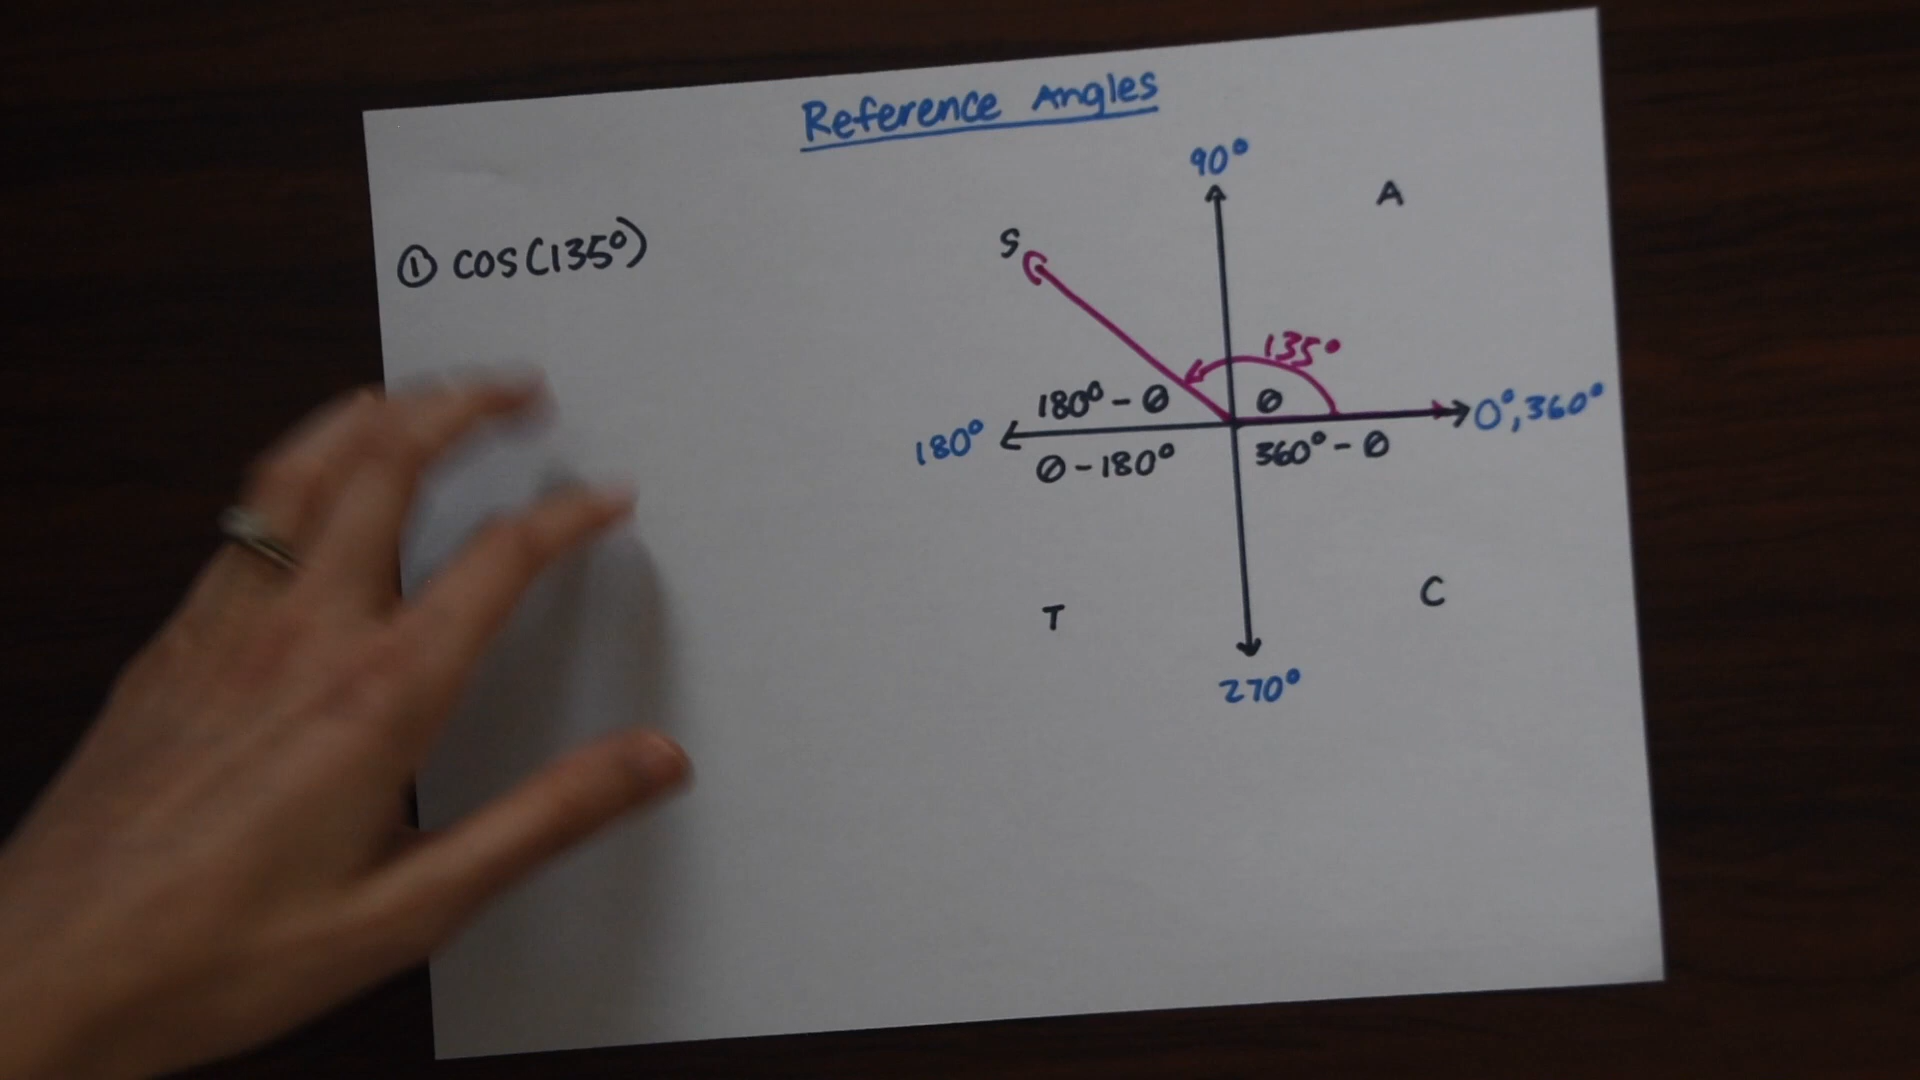 Reference Angles
90°
A
S
① cos(135°)
135°
180° - θ
θ
0°, 360°
180°
θ - 180°
360° - θ
T
C
270°